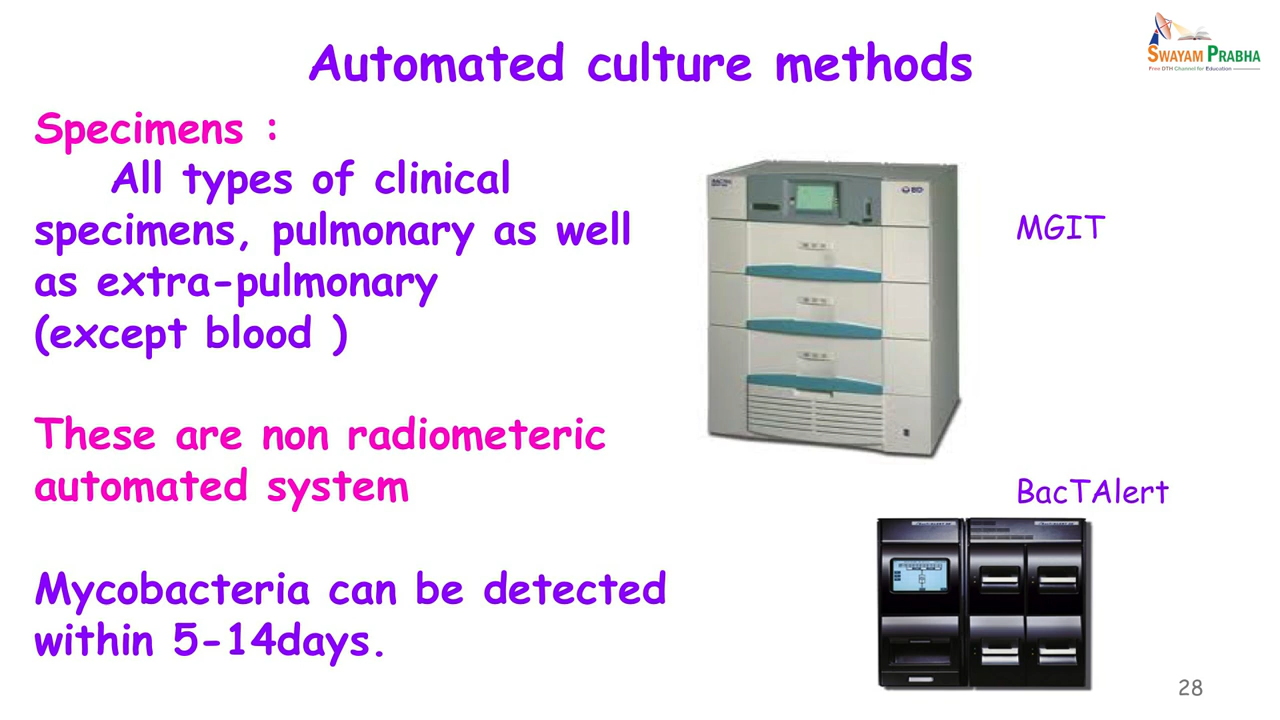 Automated culture methods
SWAYAM PRABHA
Free DTH Channel for Education
Specimens :
All types of clinical
specimens, pulmonary as well
as extra-pulmonary
(except blood )
BD
MGIT
These are non radiometeric
automated system
BacTAlert
Mycobacteria can be detected
within 5-14days.
28